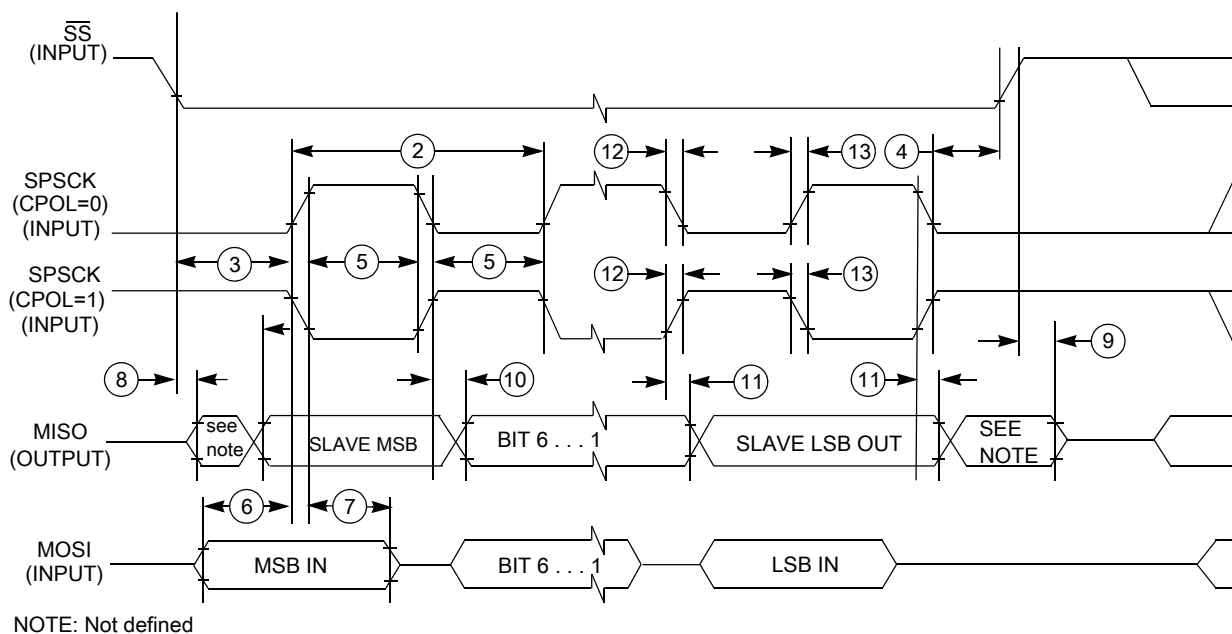 SS
(INPUT)
2
12
13
4
SPSCK
(CPOL=0)
(INPUT)
3
5
5
SPSCK
(CPOL=1)
(INPUT)
12
13
9
8
10
11
11
MISO
(OUTPUT)
see
note
SLAVE MSB
BIT 6 . . . 1
SLAVE LSB OUT
SEE
NOTE
6
7
MOSI
(INPUT)
MSB IN
BIT 6 . . . 1
LSB IN
NOTE: Not defined